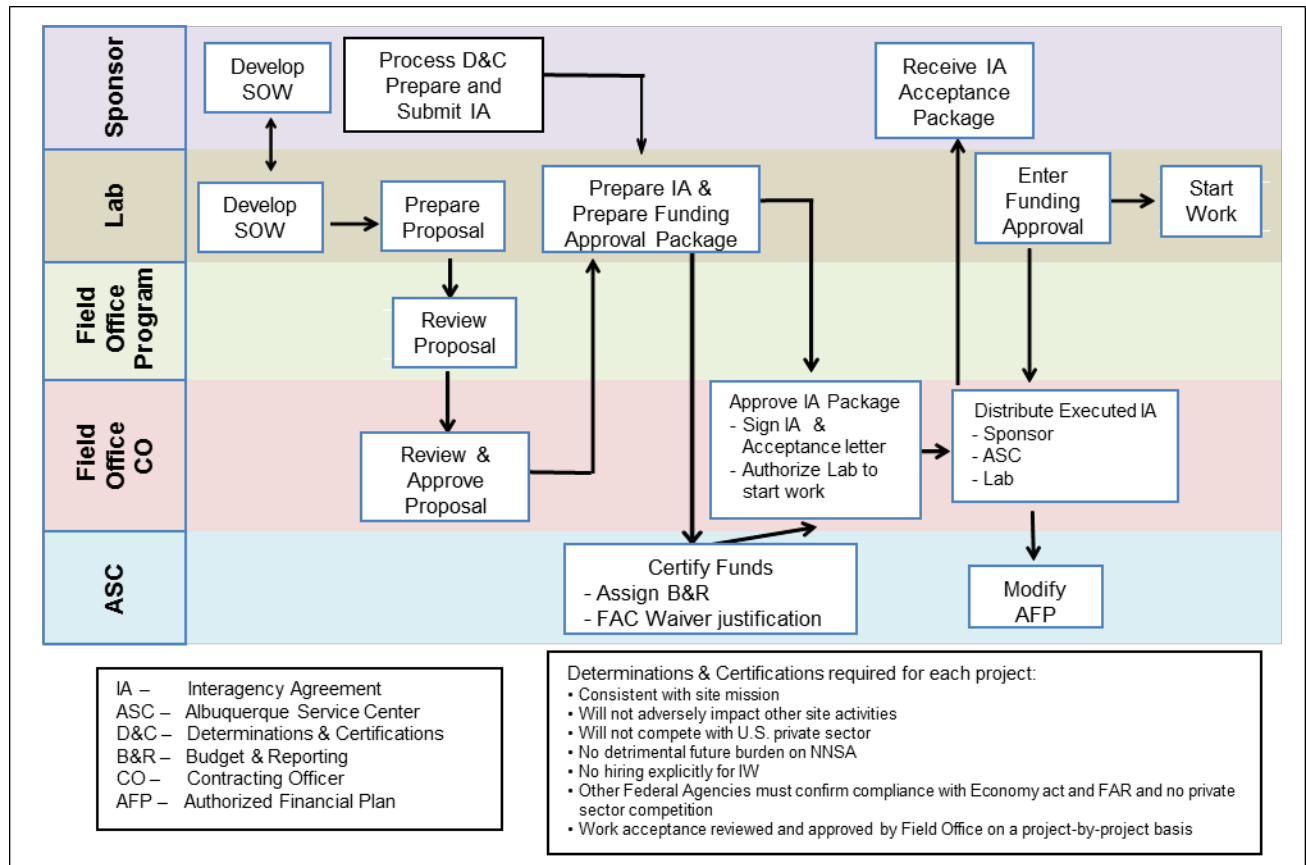 Sponsor
Develop
SOW
Process D&C
Prepare and
Submit IA
Receive IA
Acceptance
Package
Lab
Develop
SOW
Prepare
Proposal
Prepare IA &
Prepare Funding
Approval Package
Enter
Funding
Approval
Start
Work
Field
Office
Program
Review
Proposal
Field
Office
CO
Review &
Approve
Proposal
Approve IA Package
- Sign IA &
Acceptance letter
- Authorize Lab to
start work
Distribute Executed IA
- Sponsor
- ASC
- Lab
ASC
Certify Funds
- Assign B&R
- FAC Waiver justification
Modify
AFP
IA – Interagency Agreement
ASC – Albuquerque Service Center
D&C – Determinations & Certifications
B&R – Budget & Reporting
CO – Contracting Officer
AFP – Authorized Financial Plan
Determinations & Certifications required for each project:
• Consistent with site mission
• Will not adversely impact other site activities
• Will not compete with U.S. private sector
• No detrimental future burden on NNSA
• No hiring explicitly for IW
• Other Federal Agencies must confirm compliance with Economy act and FAR and no private
sector competition
• Work acceptance reviewed and approved by Field Office on a project-by-project basis